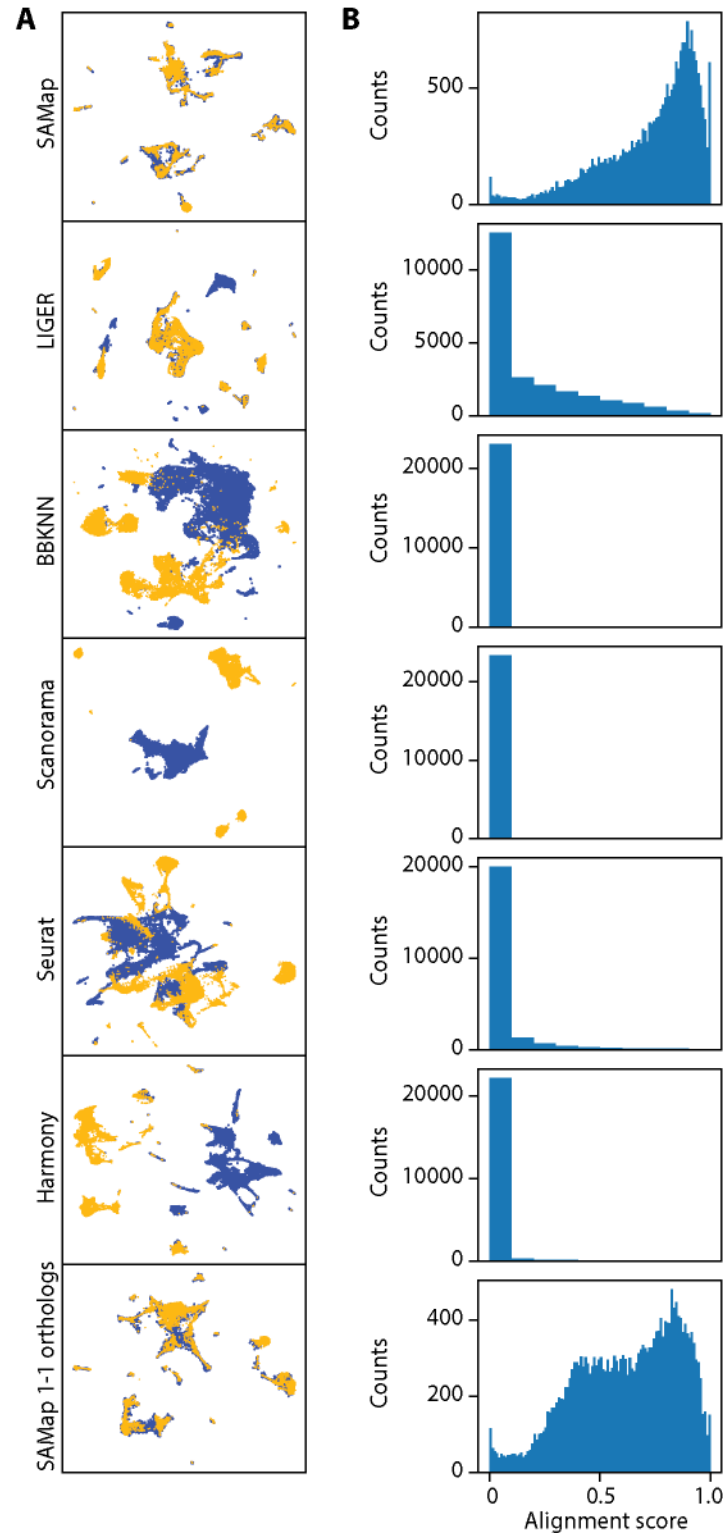 A
B
SAMap
Counts
500
0
LIGER
Counts
10000
5000
0
BBKNN
Counts
20000
10000
0
Scanorama
Counts
20000
10000
0
Seurat
Counts
20000
10000
0
Harmony
Counts
20000
10000
0
SAMap 1-1 orthologs
Counts
400
200
0
0 0.5 1.0
Alignment score